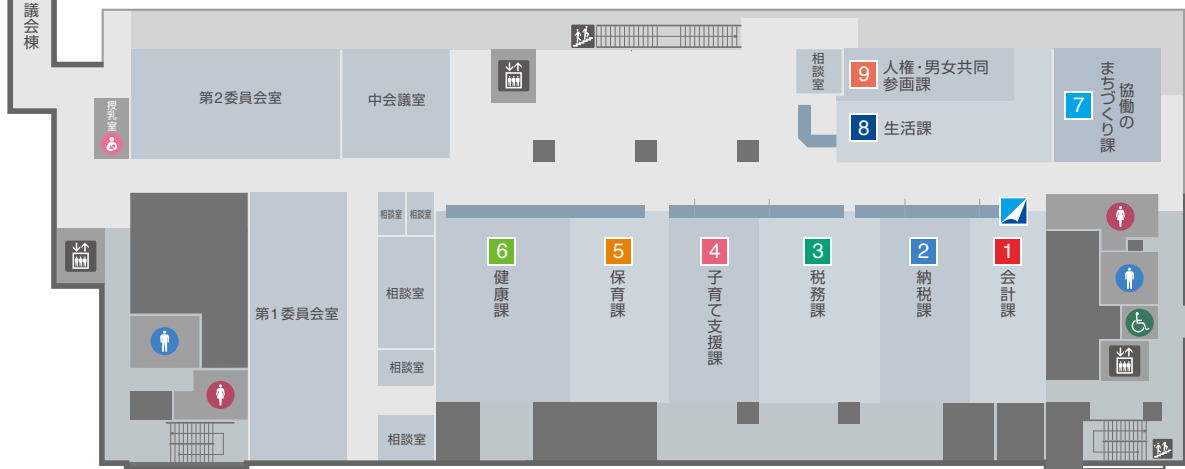 議会棟
授乳室
第2委員会室
中会議室
相談室
9 人権・男女共同
参画課
8 生活課
7 協働の
まちづくり課
相談室
相談室
相談室
相談室
相談室
第1委員会室
6 健康課
5 保育課
4 子育て支援課
3 税務課
2 納税課
1 会計課